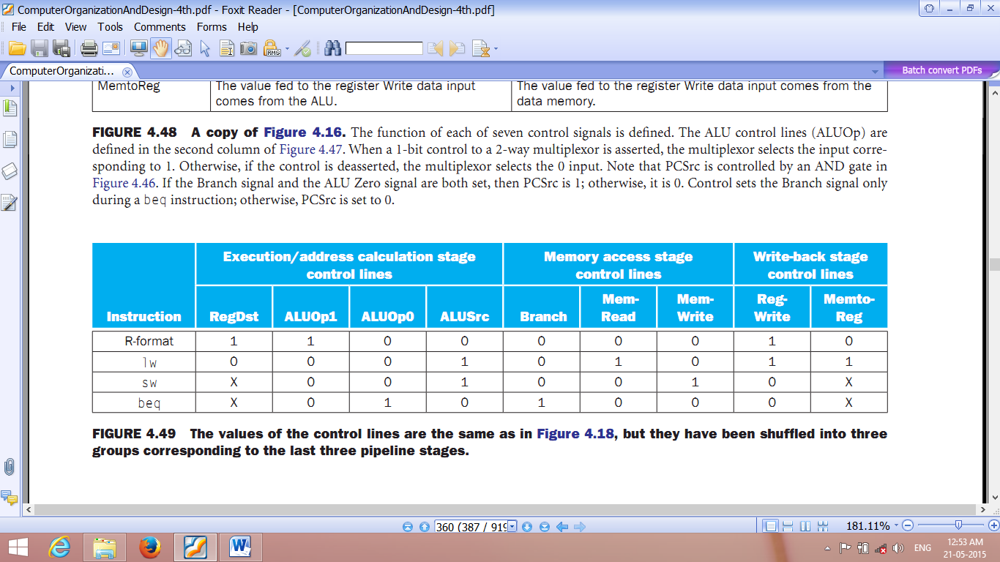 ComputerOrganizationAndDesign-4th.pdf - Foxit Reader - [ComputerOrganizationAndDesign-4th.pdf]
File Edit View Tools Comments Forms Help
RMS
ComputerOrganizati...
Batch convert PDFs
MemtoReg The value fed to the register Write data input The value fed to the register Write data input comes from the
comes from the ALU. data memory.
FIGURE 4.48 A copy of Figure 4.16. The function of each of seven control signals is defined. The ALU control lines (ALUOp) are
defined in the second column of Figure 4.47. When a 1-bit control to a 2-way multiplexor is asserted, the multiplexor selects the input corre-
sponding to 1. Otherwise, if the control is deasserted, the multiplexor selects the 0 input. Note that PCSrc is controlled by an AND gate in
Figure 4.46. If the Branch signal and the ALU Zero signal are both set, then PCSrc is 1; otherwise, it is 0. Control sets the Branch signal only
during a beq instruction; otherwise, PCSrc is set to 0.
Execution/address calculation stage Memory access stage Write-back stage
control lines control lines control lines
Mem- Mem- Reg- Memto-
Instruction RegDst ALUOp1 ALUOp0 ALUSrc Branch Read Write Write Reg
R-format 1 1 0 0 0 0 0 1 0
lw 0 0 0 1 0 1 0 1 1
sw X 0 0 1 0 0 1 0 X
beq X 0 1 0 1 0 0 0 X
FIGURE 4.49 The values of the control lines are the same as in Figure 4.18, but they have been shuffled into three
groups corresponding to the last three pipeline stages.
360 (387 / 919
181.11%
ENG
12:53 AM
21-05-2015